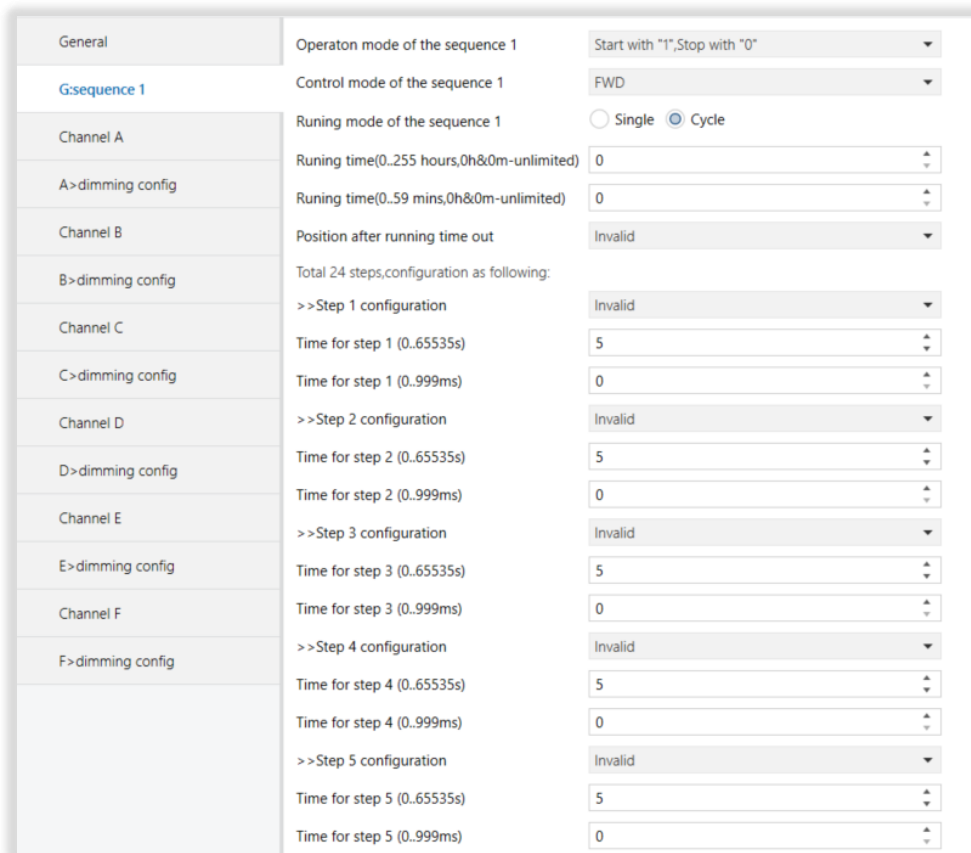 General
G:sequence 1
Channel A
A>dimming config
Channel B
B>dimming config
Channel C
C>dimming config
Channel D
D>dimming config
Channel E
E>dimming config
Channel F
F>dimming config
Operaton mode of the sequence 1 Start with "1",Stop with "0"
Control mode of the sequence 1 FWD
Runing mode of the sequence 1 Single Cycle
Runing time(0..255 hours,0h&0m-unlimited) 0
Runing time(0..59 mins,0h&0m-unlimited) 0
Position after running time out Invalid
Total 24 steps,configuration as following:
>>Step 1 configuration Invalid
Time for step 1 (0..65535s) 5
Time for step 1 (0..999ms) 0
>>Step 2 configuration Invalid
Time for step 2 (0..65535s) 5
Time for step 2 (0..999ms) 0
>>Step 3 configuration Invalid
Time for step 3 (0..65535s) 5
Time for step 3 (0..999ms) 0
>>Step 4 configuration Invalid
Time for step 4 (0..65535s) 5
Time for step 4 (0..999ms) 0
>>Step 5 configuration Invalid
Time for step 5 (0..65535s) 5
Time for step 5 (0..999ms) 0